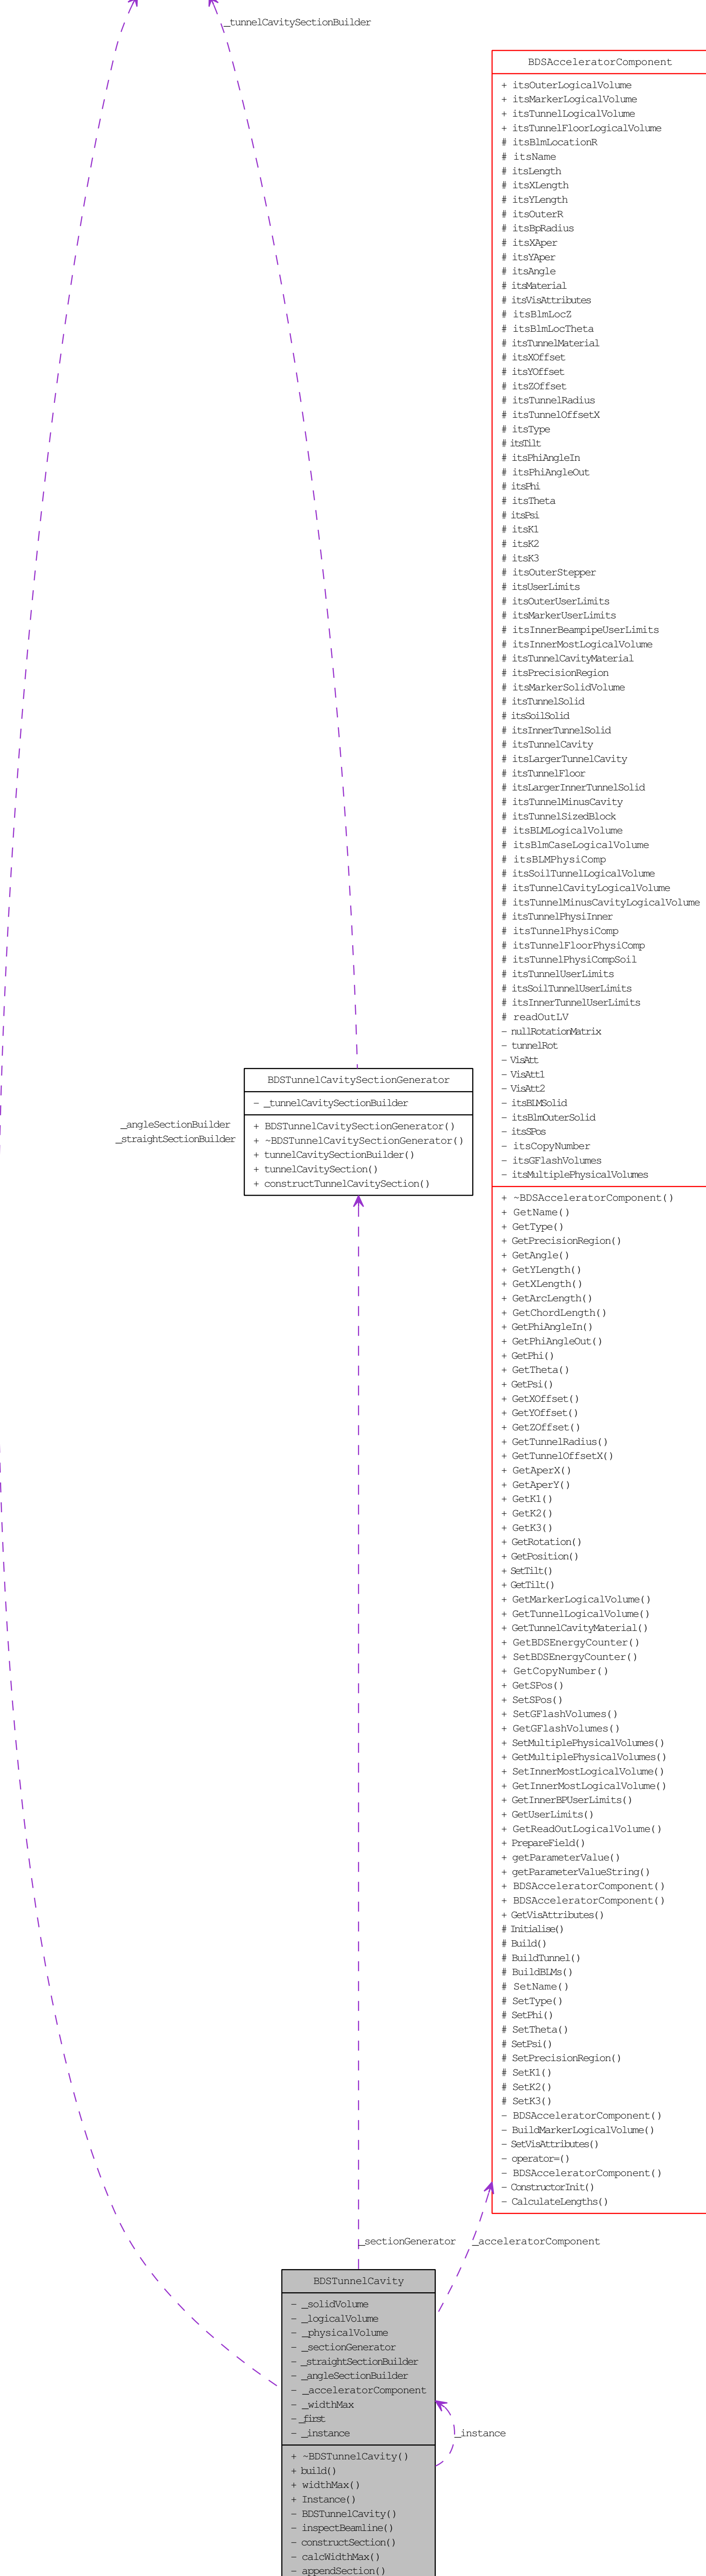 _tunnelCavitySectionBuilder
BDSAcceleratorComponent
+ itsOuterLogicalVolume
+ itsMarkerLogicalVolume
+ itsTunnelLogicalVolume
+ itsTunnelFloorLogicalVolume
# itsBlmLocationR
# itsName
# itsLength
# itsXLength
# itsYLength
# itsOuterR
# itsBpRadius
# itsXAper
# itsYAper
# itsAngle
# itsMaterial
# itsVisAttributes
# itsBlmLocZ
# itsBlmLocTheta
# itsTunnelMaterial
# itsXOffset
# itsYOffset
# itsZOffset
# itsTunnelRadius
# itsTunnelOffsetX
# itsType
# itsTilt
# itsPhiAngleIn
# itsPhiAngleOut
# itsPhi
# itsTheta
# itsPsi
# itsK1
# itsK2
# itsK3
# itsOuterStepper
# itsUserLimits
# itsOuterUserLimits
# itsMarkerUserLimits
# itsInnerBeampipeUserLimits
# itsInnerMostLogicalVolume
# itsTunnelCavityMaterial
# itsPrecisionRegion
# itsMarkerSolidVolume
# itsTunnelSolid
# itsSoilSolid
# itsInnerTunnelSolid
# itsTunnelCavity
# itsLargerTunnelCavity
# itsTunnelFloor
# itsLargerInnerTunnelSolid
# itsTunnelMinusCavity
# itsTunnelSizedBlock
# itsBLMLogicalVolume
# itsBlmCaseLogicalVolume
# itsBLMPhysiComp
# itsSoilTunnelLogicalVolume
# itsTunnelCavityLogicalVolume
# itsTunnelMinusCavityLogicalVolume
# itsTunnelPhysiInner
# itsTunnelPhysiComp
# itsTunnelFloorPhysiComp
# itsTunnelPhysiCompSoil
# itsTunnelUserLimits
# itsSoilTunnelUserLimits
# itsInnerTunnelUserLimits
# readOutLV
- nullRotationMatrix
- tunnelRot
- VisAtt
- VisAtt1
- VisAtt2
- itsBLMSolid
- itsBlmOuterSolid
- itsSPos
- itsCopyNumber
- itsGFlashVolumes
- itsMultiplePhysicalVolumes
+ ~BDSAcceleratorComponent()
+ GetName()
+ GetType()
+ GetPrecisionRegion()
+ GetAngle()
+ GetYLength()
+ GetXLength()
+ GetArcLength()
+ GetChordLength()
+ GetPhiAngleIn()
+ GetPhiAngleOut()
+ GetPhi()
+ GetTheta()
+ GetPsi()
+ GetXOffset()
+ GetYOffset()
+ GetZOffset()
+ GetTunnelRadius()
+ GetTunnelOffsetX()
+ GetAperX()
+ GetAperY()
+ GetK1()
+ GetK2()
+ GetK3()
+ GetRotation()
+ GetPosition()
+ SetTilt()
+ GetTilt()
+ GetMarkerLogicalVolume()
+ GetTunnelLogicalVolume()
+ GetTunnelCavityMaterial()
+ GetBDSEnergyCounter()
+ SetBDSEnergyCounter()
+ GetCopyNumber()
+ GetSPos()
+ SetSPos()
+ SetGFlashVolumes()
+ GetGFlashVolumes()
+ SetMultiplePhysicalVolumes()
+ GetMultiplePhysicalVolumes()
+ SetInnerMostLogicalVolume()
+ GetInnerMostLogicalVolume()
+ GetInnerBPUserLimits()
+ GetUserLimits()
+ GetReadOutLogicalVolume()
+ PrepareField()
+ getParameterValue()
+ getParameterValueString()
+ BDSAcceleratorComponent()
+ BDSAcceleratorComponent()
+ GetVisAttributes()
# Initialise()
# Build()
# BuildTunnel()
# BuildBLMs()
# SetName()
# SetType()
# SetPhi()
# SetTheta()
# SetPsi()
# SetPrecisionRegion()
# SetK1()
# SetK2()
# SetK3()
- BDSAcceleratorComponent()
- BuildMarkerLogicalVolume()
- SetVisAttributes()
- operator=()
- BDSAcceleratorComponent()
- ConstructorInit()
- CalculateLengths()
BDSTunnelCavitySectionGenerator
- _tunnelCavitySectionBuilder
+ BDSTunnelCavitySectionGenerator()
+ ~BDSTunnelCavitySectionGenerator()
+ tunnelCavitySectionBuilder()
+ tunnelCavitySection()
+ constructTunnelCavitySection()
_angleSectionBuilder
_straightSectionBuilder
_sectionGenerator
_acceleratorComponent
BDSTunnelCavity
- _solidVolume
- _logicalVolume
- _physicalVolume
- _sectionGenerator
- _straightSectionBuilder
- _angleSectionBuilder
- _acceleratorComponent
- _widthMax
- _first
- _instance
+ ~BDSTunnelCavity()
+ build()
+ widthMax()
+ Instance()
- BDSTunnelCavity()
- inspectBeamline()
- constructSection()
- calcWidthMax()
- appendSection()
_instance